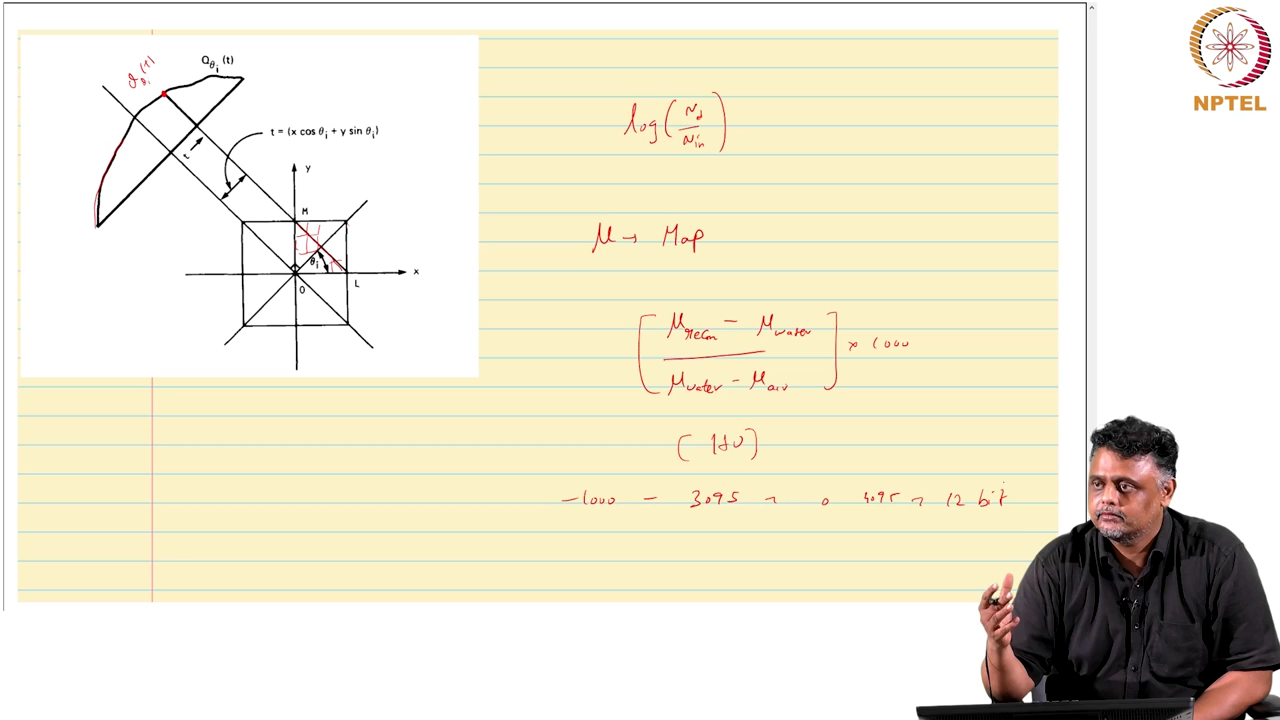 Q_θi (t)
Q_θi (t)
t = (x cos θi + y sin θi)
t
y
M
θi
x
O
L
log(N_d / N_in)
μ → Map
[ (μ_recon − μ_water) / (μ_water − μ_air) ] × 1000
(HU)
−1000 – 3095 → 0 4095 → 12 bit
NPTEL